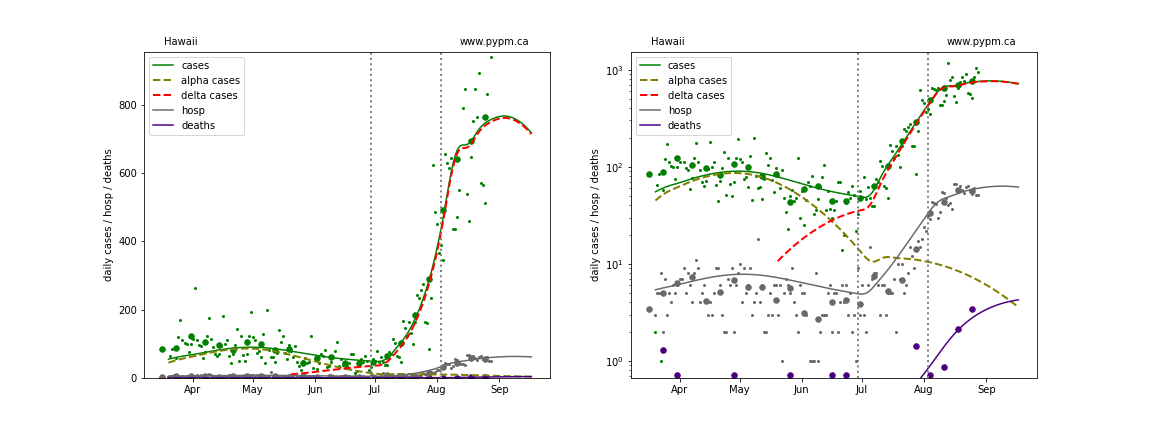 Hawaii www.pypm.ca
cases
alpha cases
delta cases
hosp
deaths
daily cases / hosp / deaths
800
600
400
200
0
Apr May Jun Jul Aug Sep
Hawaii www.pypm.ca
cases
alpha cases
delta cases
hosp
deaths
daily cases / hosp / deaths
10³
10²
10¹
10⁰
Apr May Jun Jul Aug Sep